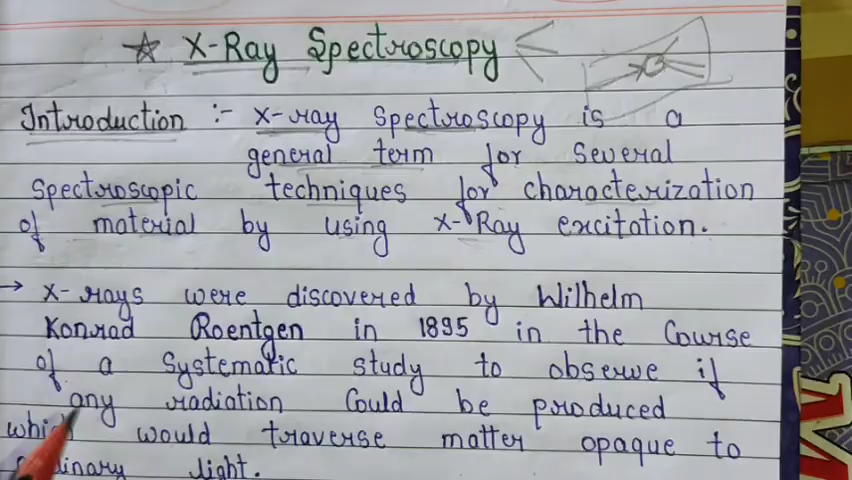 X-Ray Spectroscopy
Introduction :- X-ray Spectroscopy is a
general term for several
spectroscopic techniques for characterization
of material by using X-Ray excitation.
→ X-rays were discovered by Wilhelm
Konrad Roentgen in 1895 in the Course
of a systematic study to observe if
any radiation Could be produced
which would traverse matter opaque to
light.